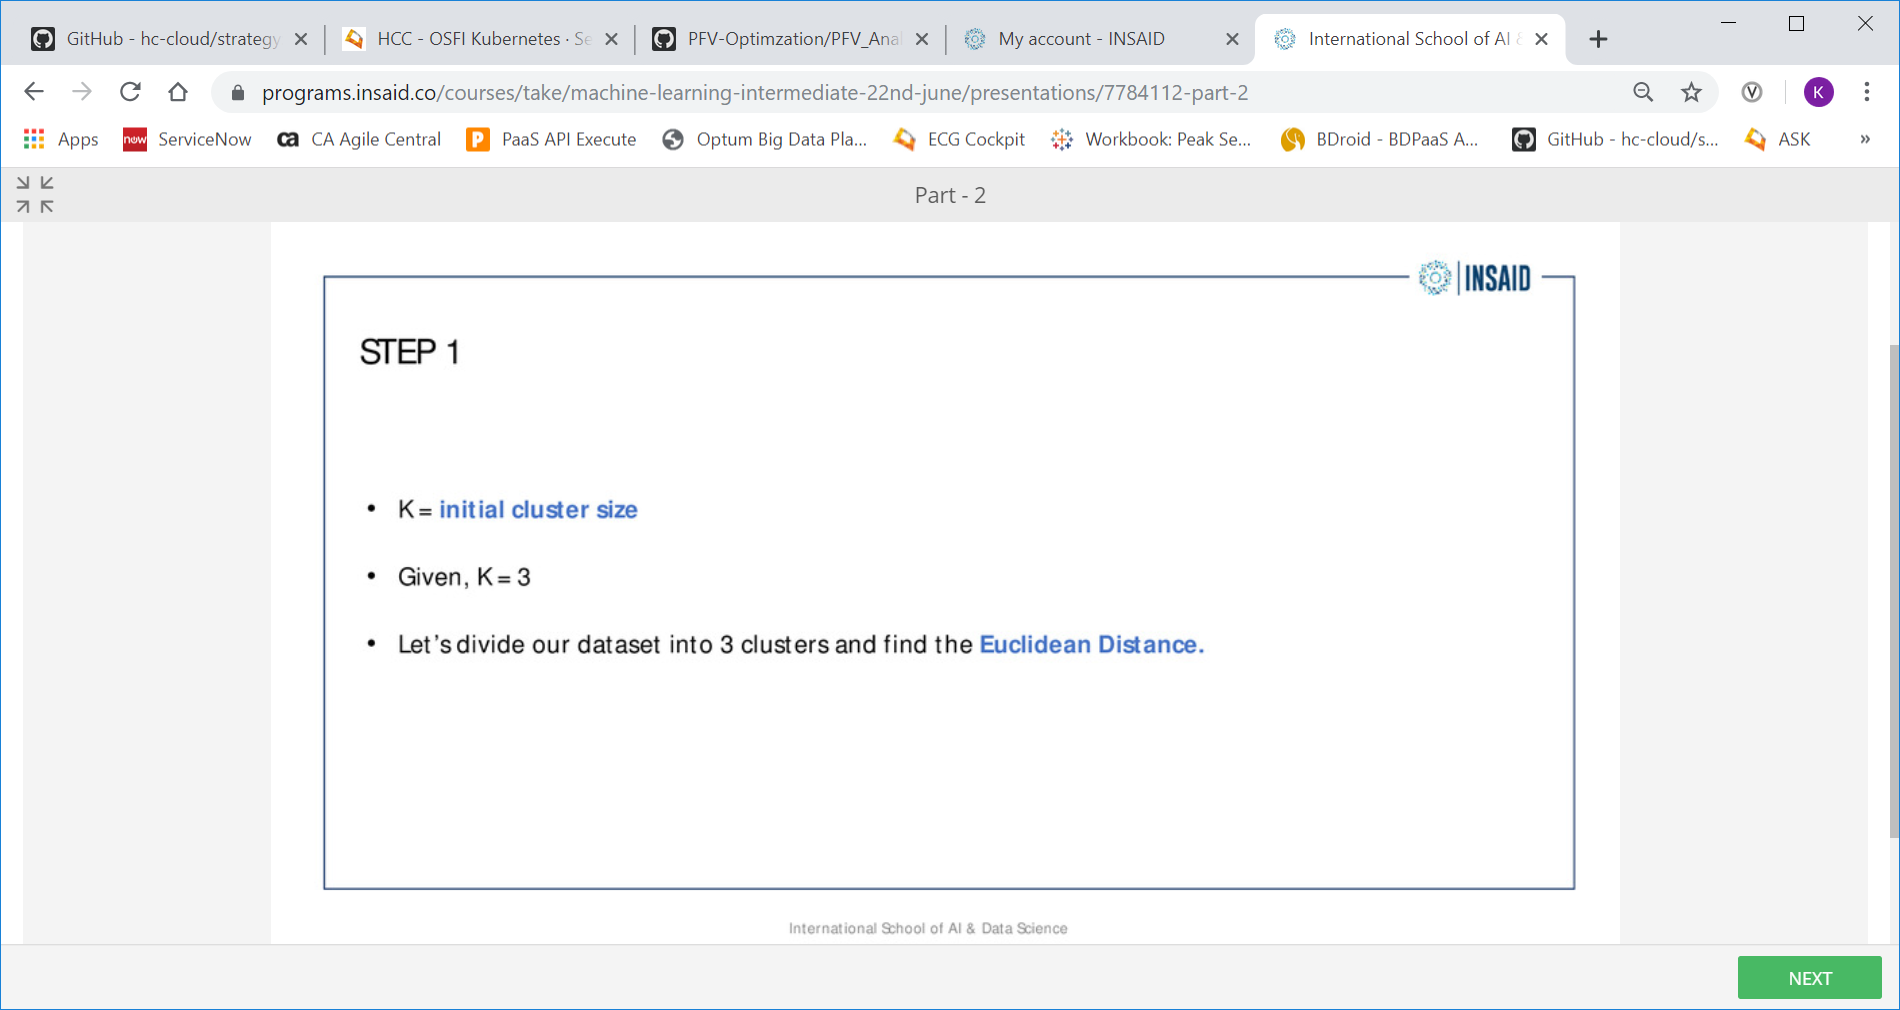 GitHub - hc-cloud/strategy
HCC - OSFI Kubernetes · Se
PFV-Optimzation/PFV_Anal
My account - INSAID
International School of AI &
programs.insaid.co/courses/take/machine-learning-intermediate-22nd-june/presentations/7784112-part-2
K
Apps
now ServiceNow
ca CA Agile Central
P PaaS API Execute
Optum Big Data Pla...
ECG Cockpit
Workbook: Peak Se...
BDroid - BDPaaS A...
GitHub - hc-cloud/s...
ASK
»
Part - 2
INSAID
STEP 1
• K = initial cluster size
• Given, K = 3
• Let's divide our dataset into 3 clusters and find the Euclidean Distance.
International School of AI & Data Science
NEXT